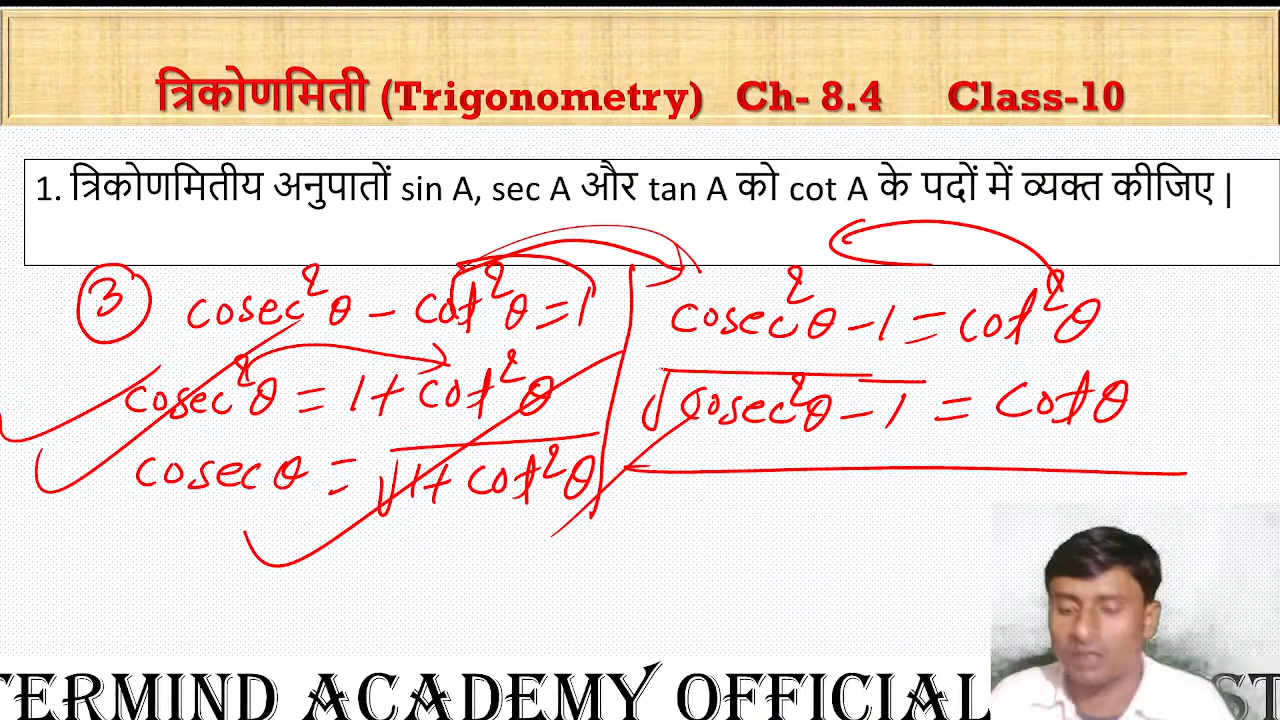 त्रिकोणमिती (Trigonometry) Ch- 8.4 Class-10
1. त्रिकोणमितीय अनुपातों sin A, sec A और tan A को cot A के पदों में व्यक्त कीजिए |
3 cosec²θ - cot²θ = 1
cosec²θ = 1 + cot²θ
cosecθ = √1 + cot²θ
cosec²θ - 1 = cot²θ
√cosec²θ - 1 = cotθ
TERMIND ACADEMY OFFICIAL ST